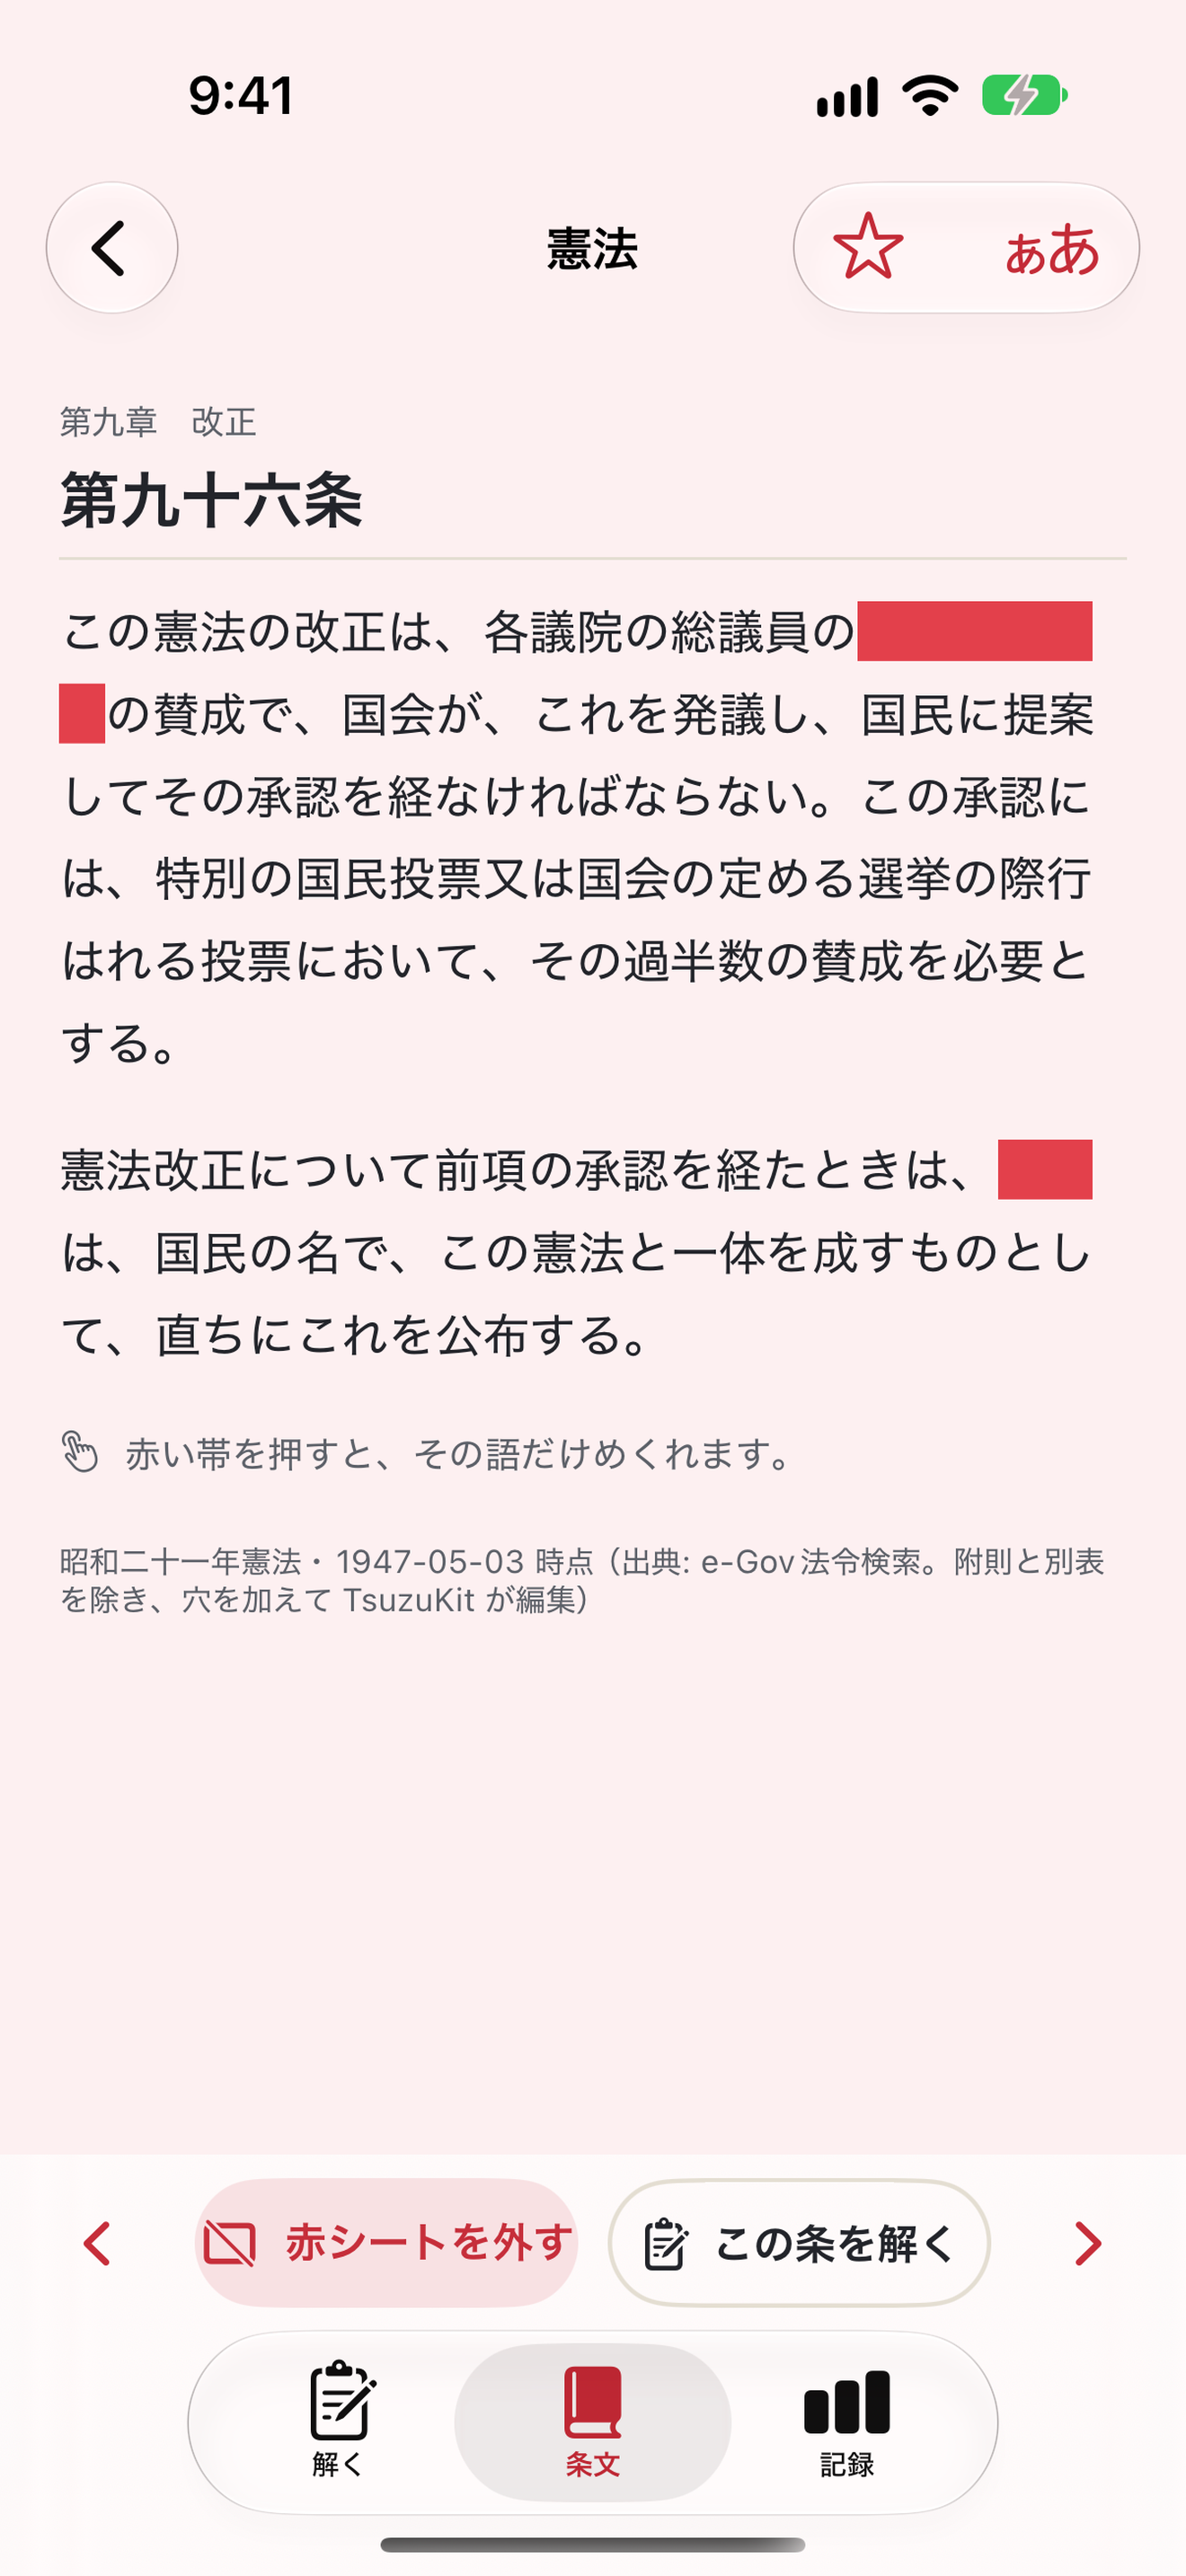 9:41
憲法
ぁあ
第九章　改正
第九十六条
この憲法の改正は、各議院の総議員の
の賛成で、国会が、これを発議し、国民に提案
してその承認を経なければならない。この承認に
は、特別の国民投票又は国会の定める選挙の際行
はれる投票において、その過半数の賛成を必要と
する。
憲法改正について前項の承認を経たときは、
は、国民の名で、この憲法と一体を成すものとし
て、直ちにこれを公布する。
赤い帯を押すと、その語だけめくれます。
昭和二十一年憲法・1947-05-03 時点（出典: e-Gov法令検索。附則と別表
を除き、穴を加えて TsuzuKit が編集）
赤シートを外す
この条を解く
解く
条文
記録